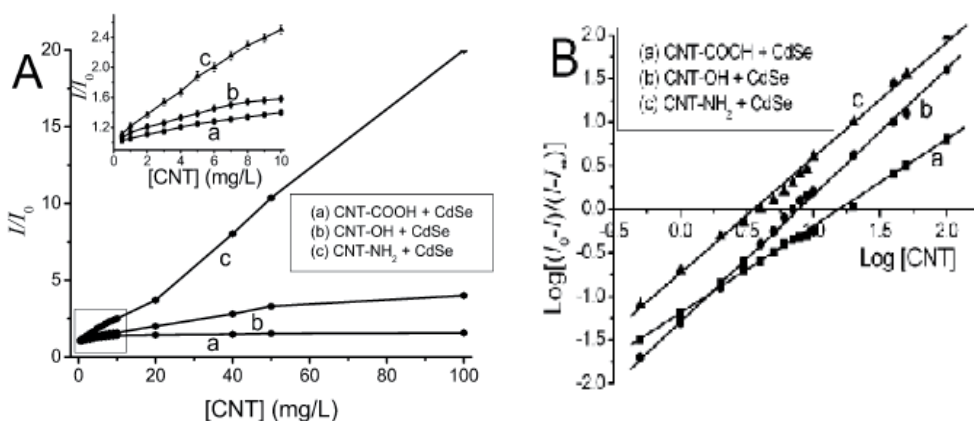 A
20
15
10
5
0
I/I0
0 20 40 60 80 100
[CNT] (mg/L)
2.4
2.0
1.6
1.2
I/I0
0 2 4 6 8 10
[CNT] (mg/L)
c
b
a
(a) CNT-COOH + CdSe
(b) CNT-OH + CdSe
(c) CNT-NH2 + CdSe
c
b
a
B
2.0
1.5
1.0
0.5
0.0
-0.5
-1.0
-1.5
-2.0
(a) CNT-COCH + CdSe
(b) CNT-OH + CdSe
(c) CNT-NH2 + CdSe
c
b
a
-0.5 0.0 0.5 1.0 1.5 2.0
Log [CNT]